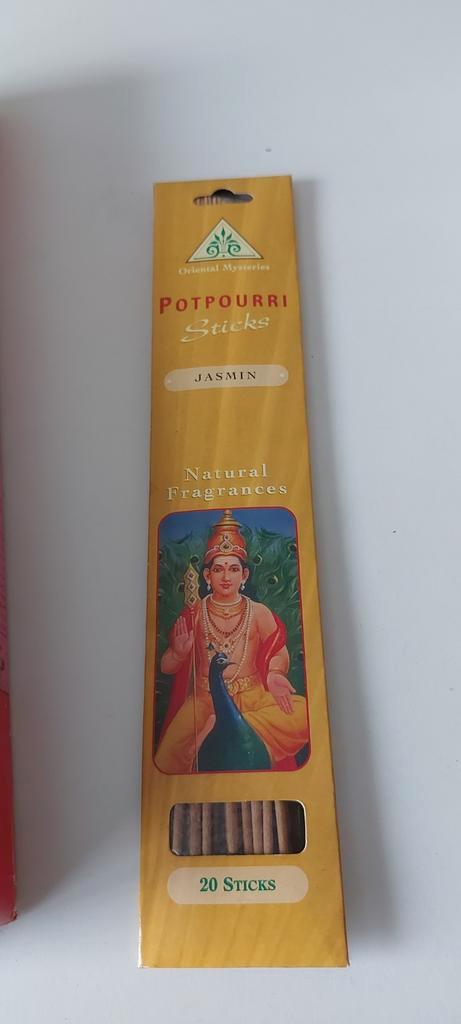 Oriental Mysteries
POTPOURRI
Sticks
JASMIN
Natural
Fragrances
20 STICKS